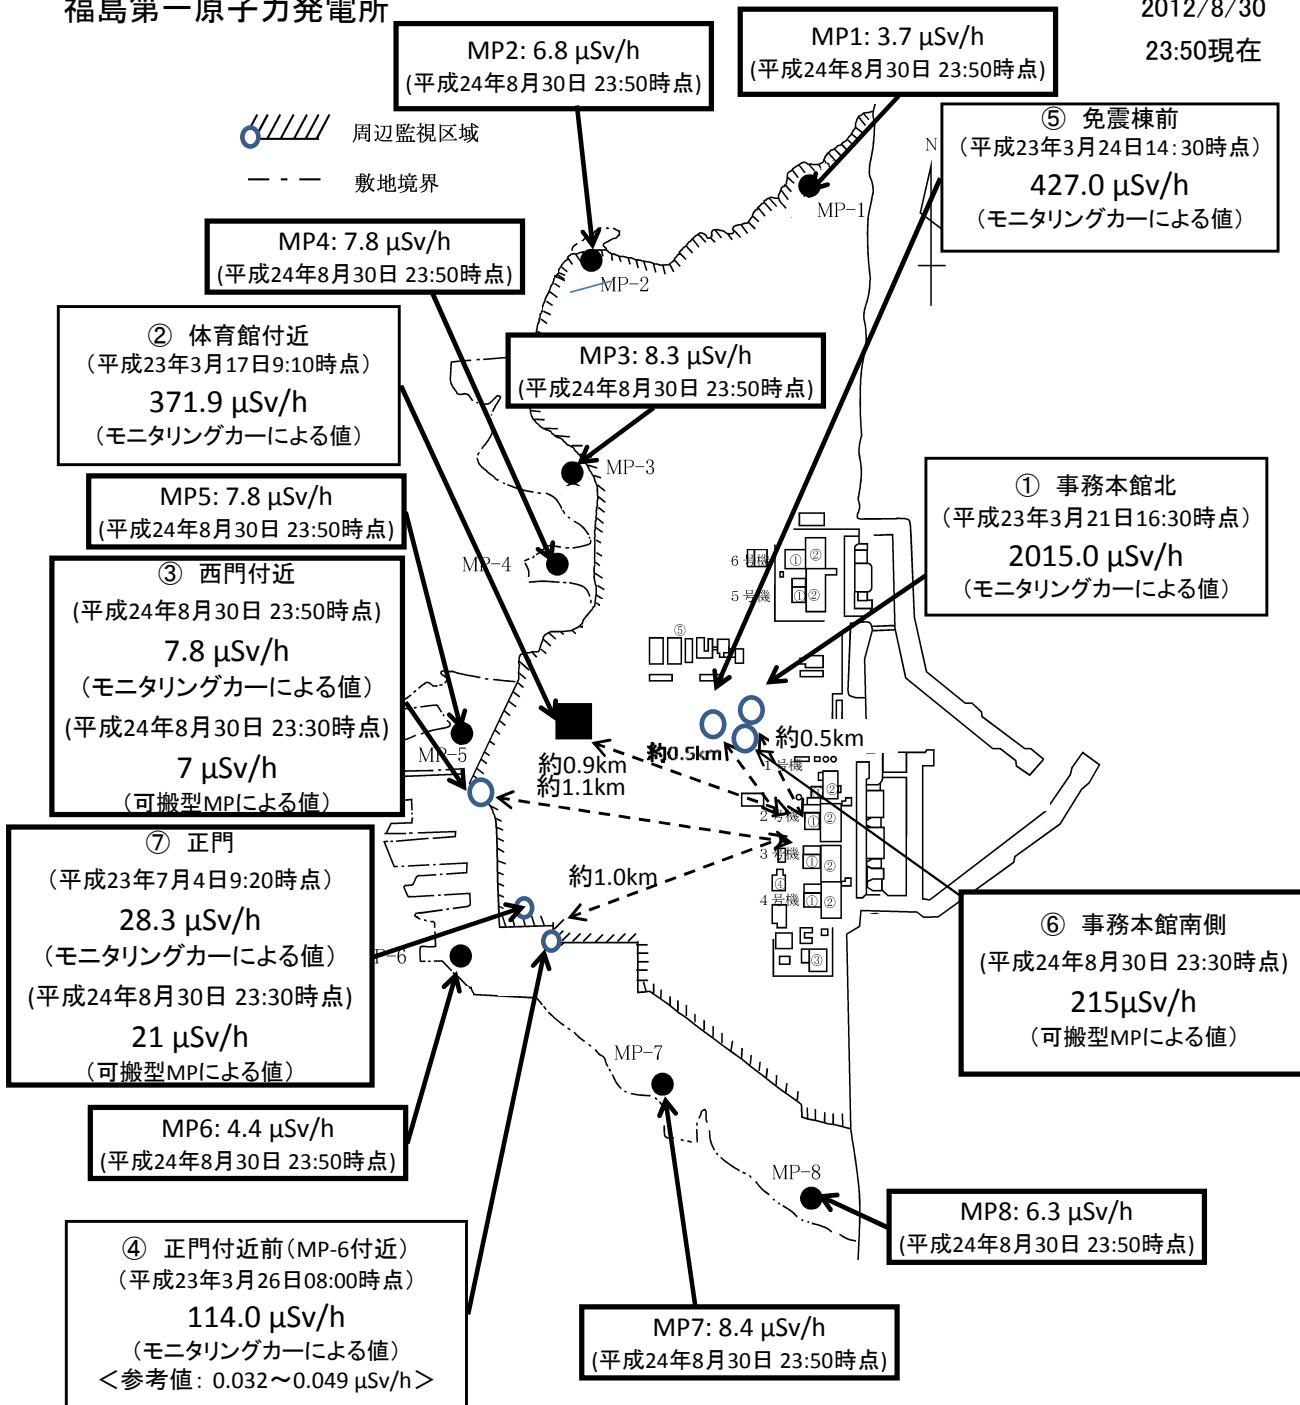 福島第一原子力発電所
2012/8/30
23:50現在
MP2: 6.8 μSv/h
(平成24年8月30日 23:50時点)
MP1: 3.7 μSv/h
(平成24年8月30日 23:50時点)
周辺監視区域
敷地境界
⑤ 免震棟前
(平成23年3月24日14:30時点)
427.0 μSv/h
(モニタリングカーによる値)
N
MP-1
MP4: 7.8 μSv/h
(平成24年8月30日 23:50時点)
MP-2
② 体育館付近
(平成23年3月17日9:10時点)
371.9 μSv/h
(モニタリングカーによる値)
MP3: 8.3 μSv/h
(平成24年8月30日 23:50時点)
MP-3
MP5: 7.8 μSv/h
(平成24年8月30日 23:50時点)
① 事務本館北
(平成23年3月21日16:30時点)
2015.0 μSv/h
(モニタリングカーによる値)
MP-4
6号機
① ②
5号機
① ②
③ 西門付近
(平成24年8月30日 23:50時点)
7.8 μSv/h
(モニタリングカーによる値)
(平成24年8月30日 23:30時点)
7 μSv/h
(可搬型MPによる値)
⑤
MP-5
約0.9km
約1.1km
約0.5km
約0.5km
1号機
②
2号機
① ②
3号機
① ②
④
4号機
① ②
③
約1.0km
⑦ 正門
(平成23年7月4日9:20時点)
28.3 μSv/h
(モニタリングカーによる値)
(平成24年8月30日 23:30時点)
21 μSv/h
(可搬型MPによる値)
P-6
⑥ 事務本館南側
(平成24年8月30日 23:30時点)
215μSv/h
(可搬型MPによる値)
MP-7
MP6: 4.4 μSv/h
(平成24年8月30日 23:50時点)
MP-8
MP8: 6.3 μSv/h
(平成24年8月30日 23:50時点)
④ 正門付近前(MP-6付近)
(平成23年3月26日08:00時点)
114.0 μSv/h
(モニタリングカーによる値)
<参考値: 0.032~0.049 μSv/h>
MP7: 8.4 μSv/h
(平成24年8月30日 23:50時点)